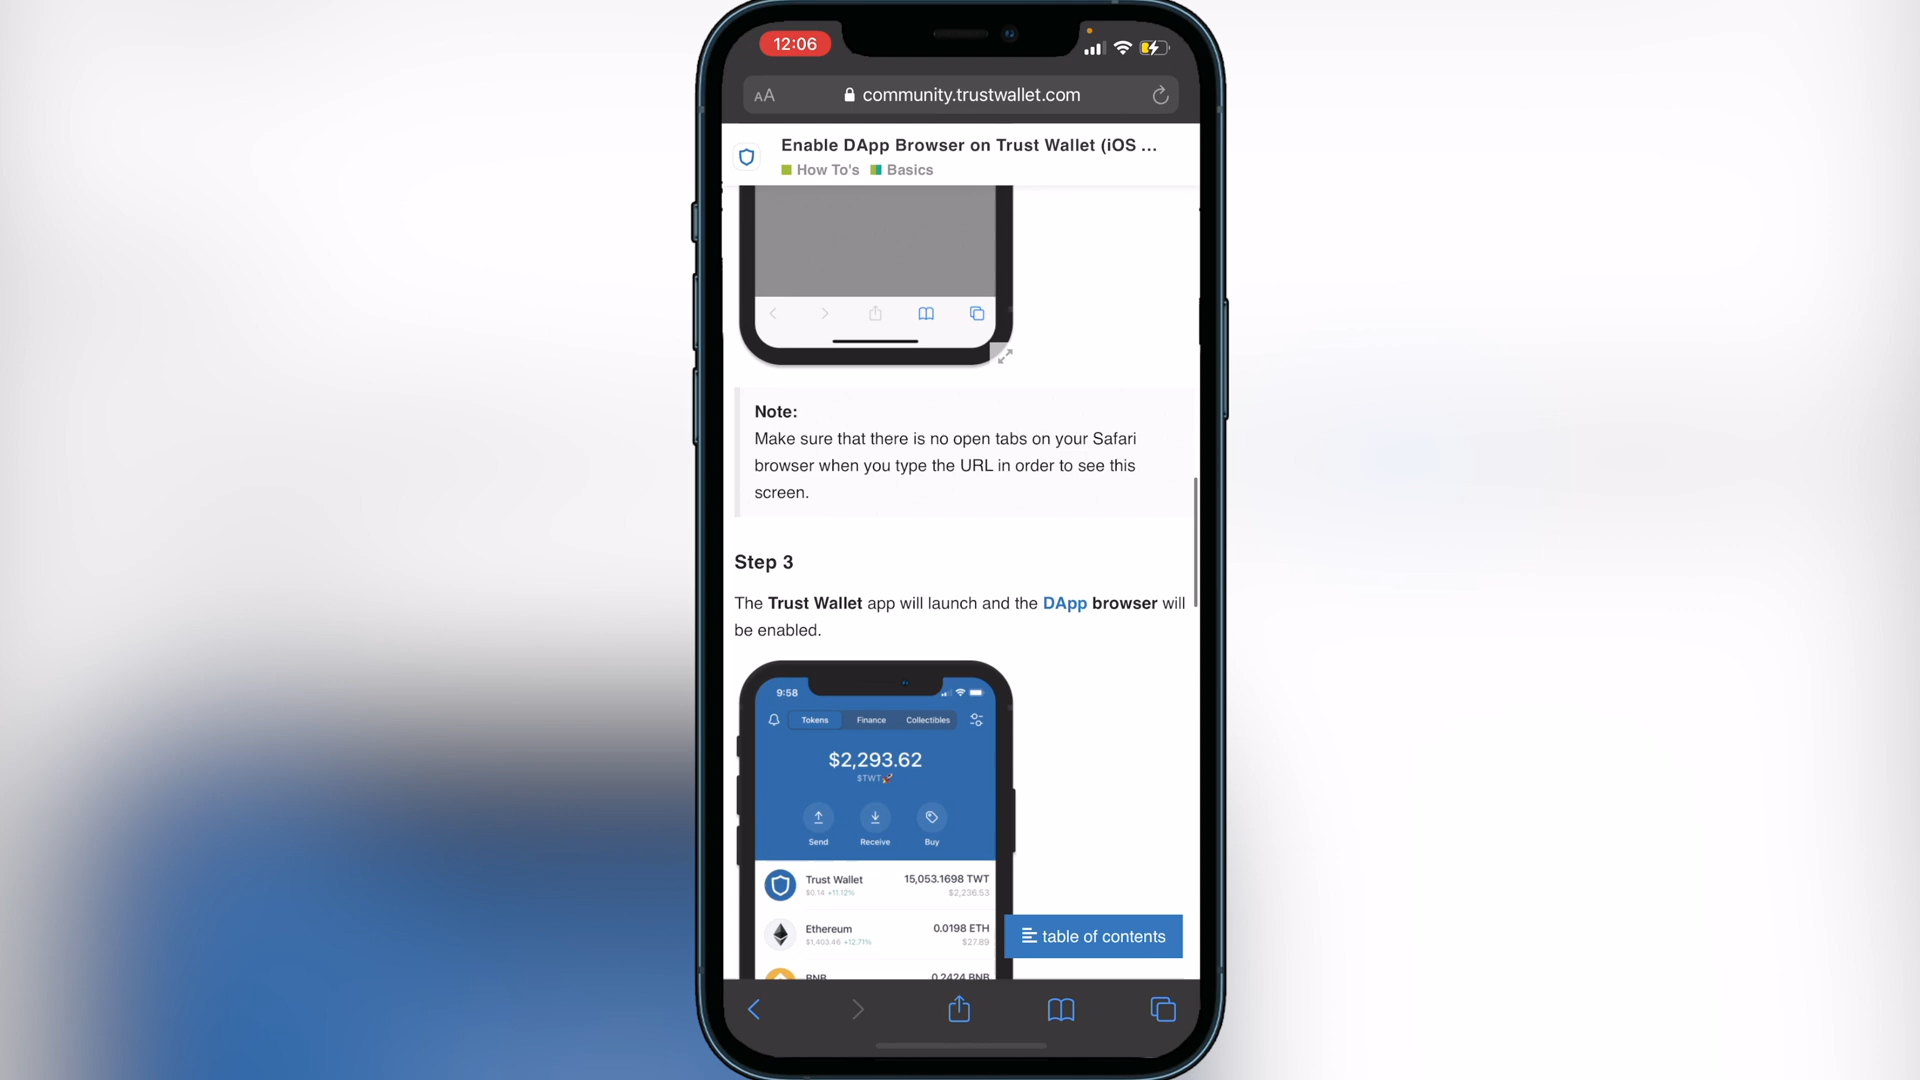 12:06
AA community.trustwallet.com
Enable DApp Browser on Trust Wallet (iOS ...
How To's Basics
Note:
Make sure that there is no open tabs on your Safari
browser when you type the URL in order to see this
screen.
Step 3
The Trust Wallet app will launch and the DApp browser will
be enabled.
9:58
Tokens Finance Collectibles
$2,293.62
$TWT
Send Receive Buy
Trust Wallet 15,053.1698 TWT
$0.14 +11.12% $2,236.53
Ethereum 0.0198 ETH
$1,403.46 +12.71% $27.89
BNB 0.2424 BNB
table of contents